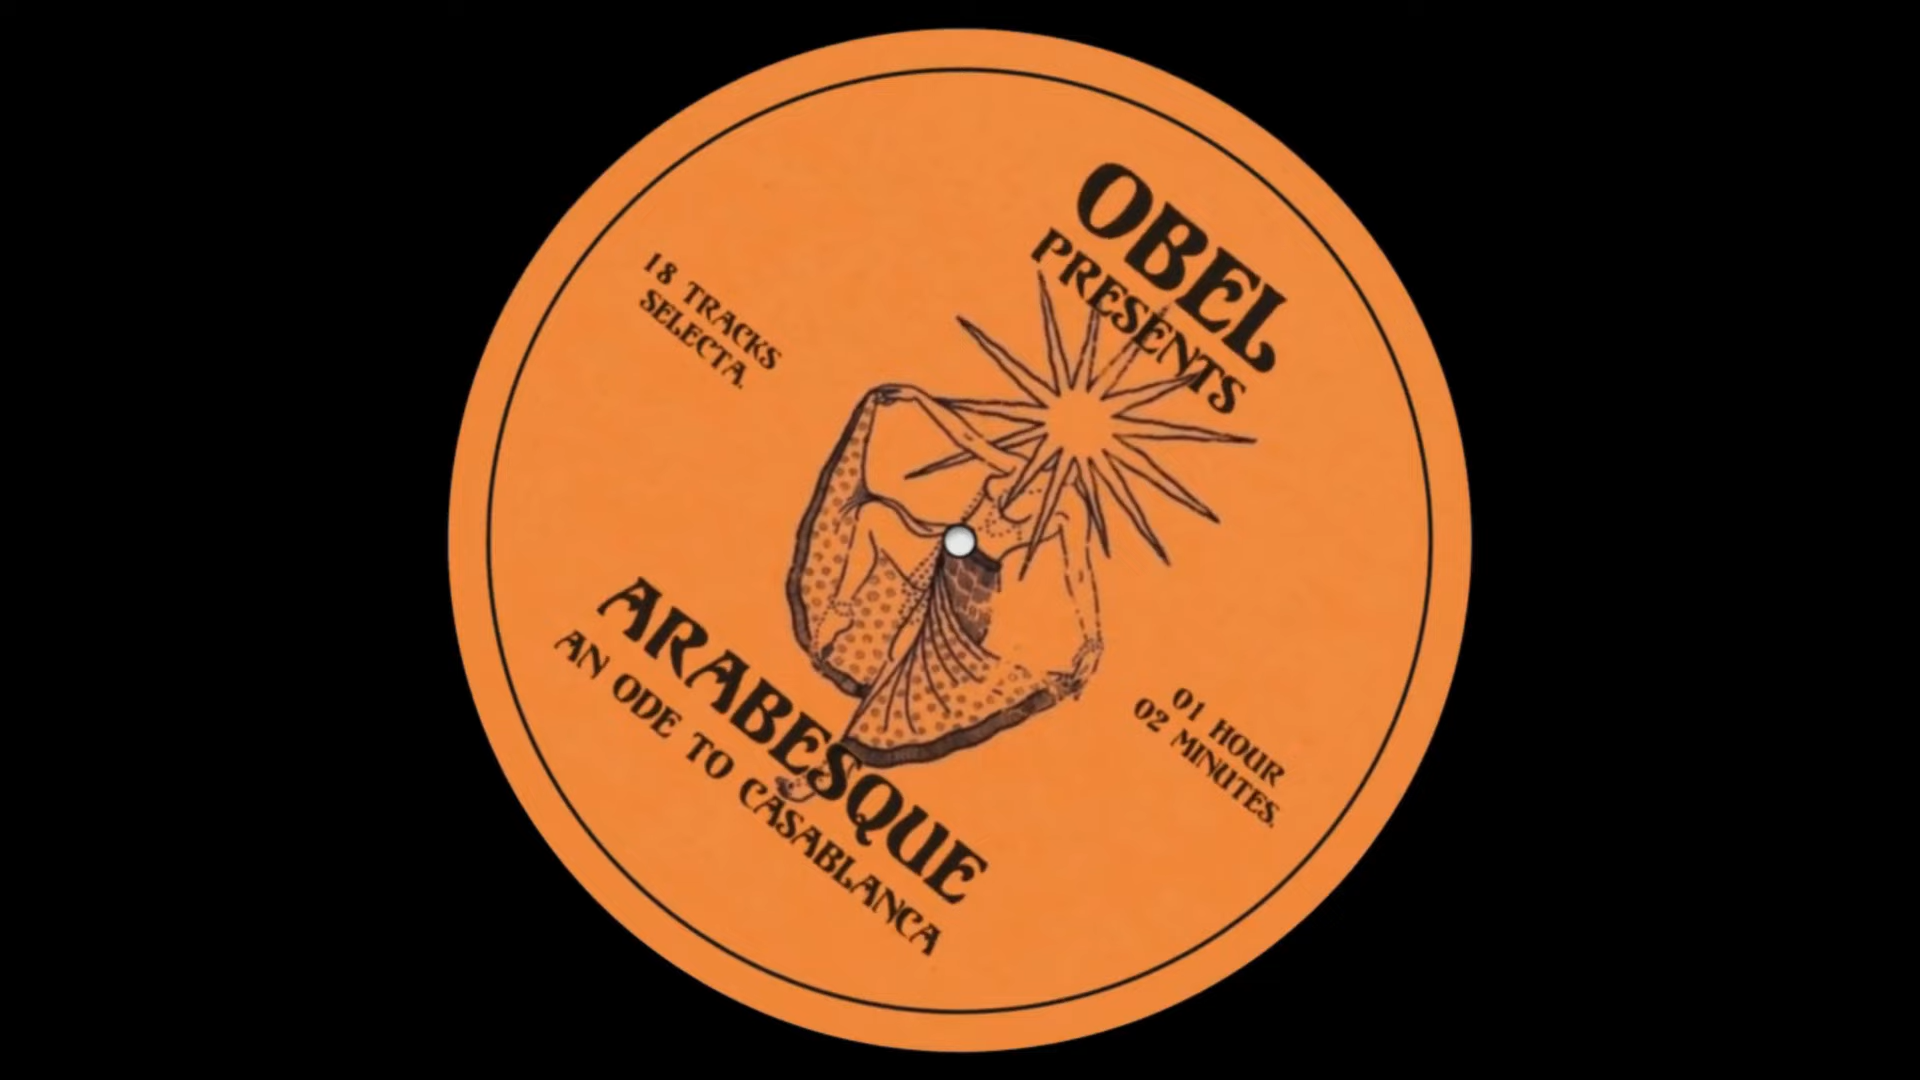 OBEL
PRESENTS
18 TRACKS
SELECTA.
01 HOUR
02 MINUTES.
ARABESQUE
AN ODE TO CASABLANCA